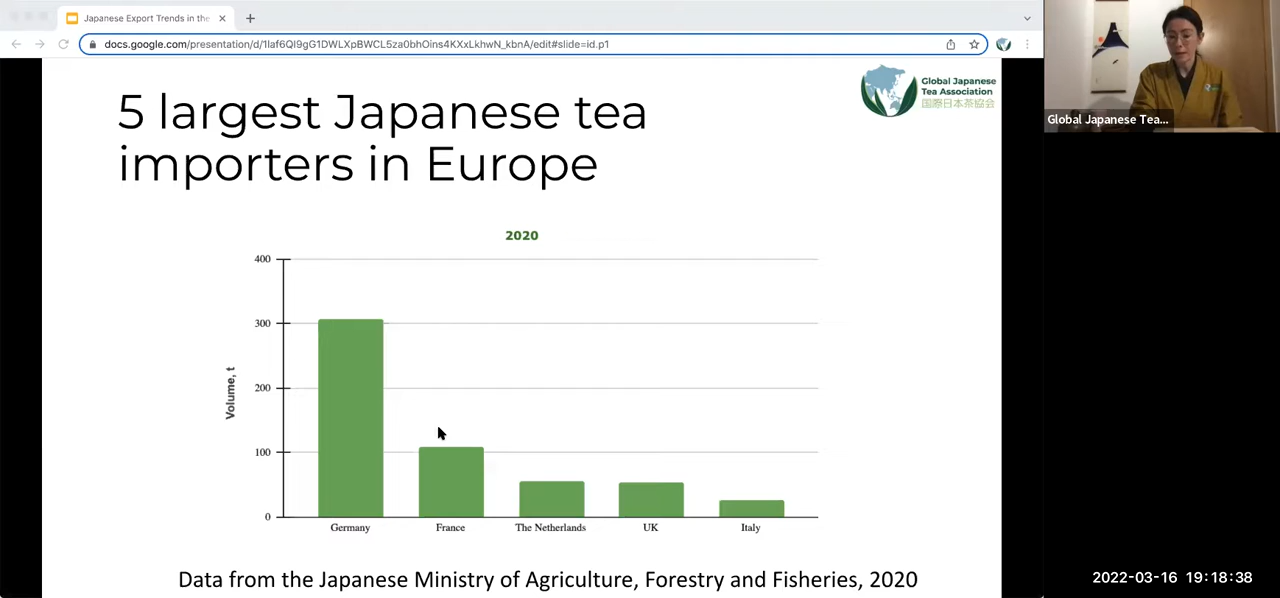 Japanese Export Trends in the
docs.google.com/presentation/d/1Iaf6QI9gG1DWLXpBWCL5za0bhOins4KXxLkhwN_kbnA/edit#slide=id.p1
Global Japanese Tea...
Global Japanese
Tea Association
国際日本茶協会
5 largest Japanese tea
importers in Europe
2020
400
300
200
100
0
Volume, t
Germany
France
The Netherlands
UK
Italy
Data from the Japanese Ministry of Agriculture, Forestry and Fisheries, 2020
2022-03-16 19:18:38